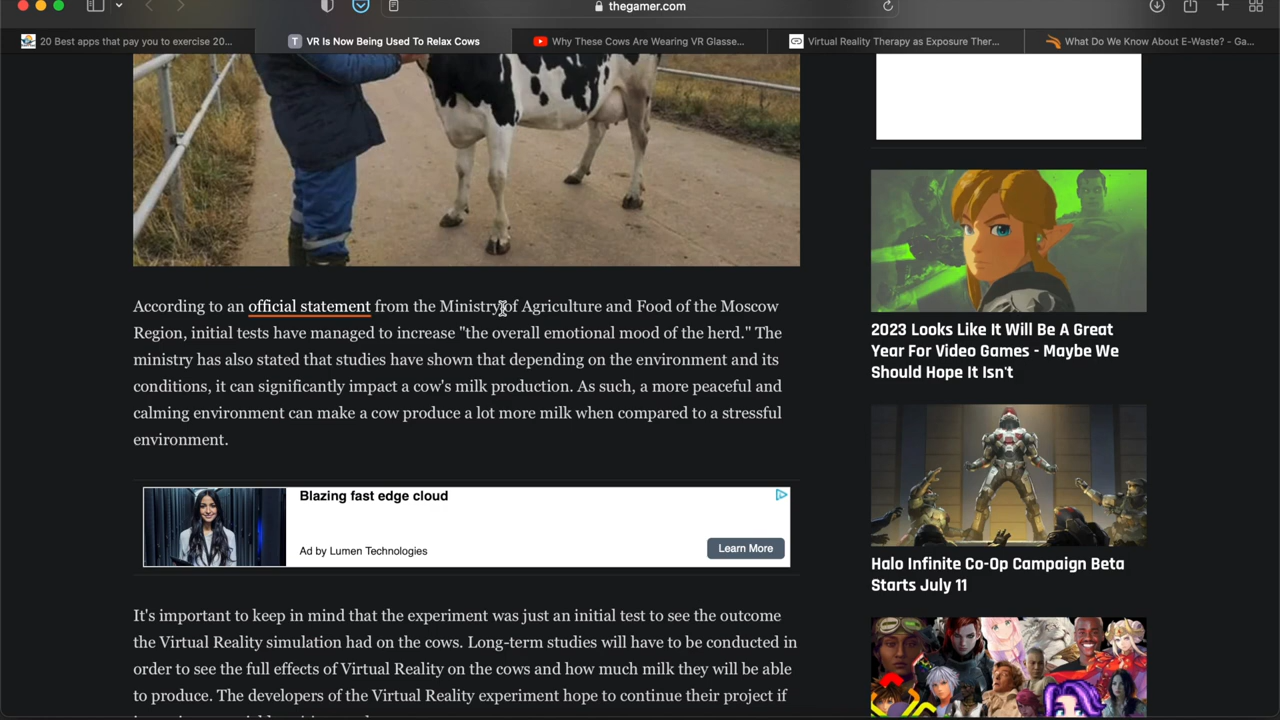 thegamer.com
20 Best apps that pay you to exercise 20...
VR Is Now Being Used To Relax Cows
Why These Cows Are Wearing VR Glasse...
Virtual Reality Therapy as Exposure Ther...
What Do We Know About E-Waste? - Ga...
According to an official statement from the Ministry of Agriculture and Food of the Moscow
Region, initial tests have managed to increase "the overall emotional mood of the herd." The
ministry has also stated that studies have shown that depending on the environment and its
conditions, it can significantly impact a cow's milk production. As such, a more peaceful and
calming environment can make a cow produce a lot more milk when compared to a stressful
environment.
Blazing fast edge cloud
Ad by Lumen Technologies
Learn More
It's important to keep in mind that the experiment was just an initial test to see the outcome
the Virtual Reality simulation had on the cows. Long-term studies will have to be conducted in
order to see the full effects of Virtual Reality on the cows and how much milk they will be able
to produce. The developers of the Virtual Reality experiment hope to continue their project if
2023 Looks Like It Will Be A Great
Year For Video Games - Maybe We
Should Hope It Isn't
Halo Infinite Co-Op Campaign Beta
Starts July 11